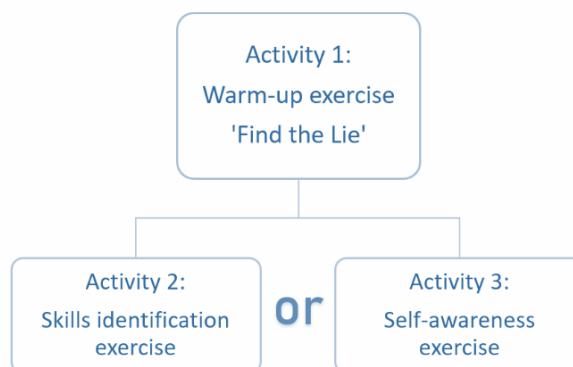 Activity 1:
Warm-up exercise
'Find the Lie'
Activity 2:
Skills identification
exercise
or
Activity 3:
Self-awareness
exercise